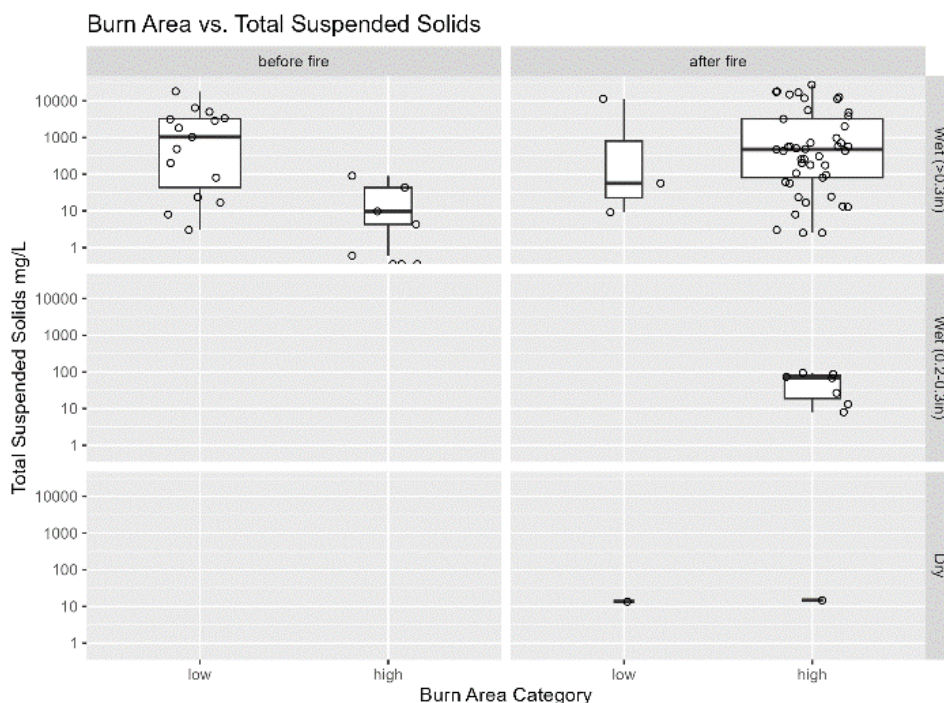 Burn Area vs. Total Suspended Solids
before fire
after fire
10000
1000
100
10
1
Wet (>0.3in)
10000
1000
100
10
1
Wet (0.2-0.3in)
10000
1000
100
10
1
Dry
Total Suspended Solids mg/L
low
high
low
high
Burn Area Category